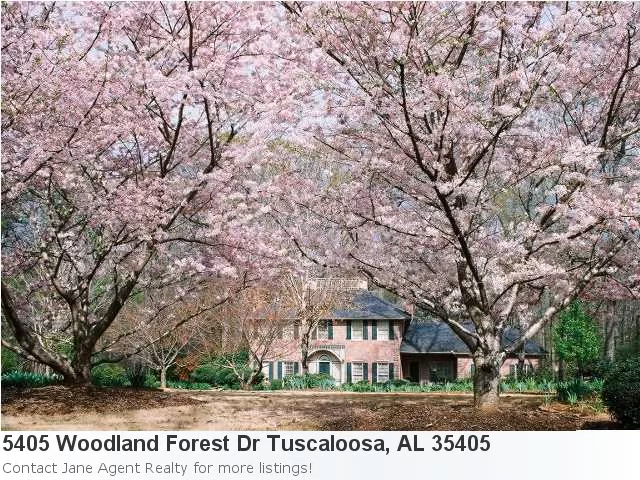 5405 Woodland Forest Dr Tuscaloosa, AL 35405
Contact Jane Agent Realty for more listings!